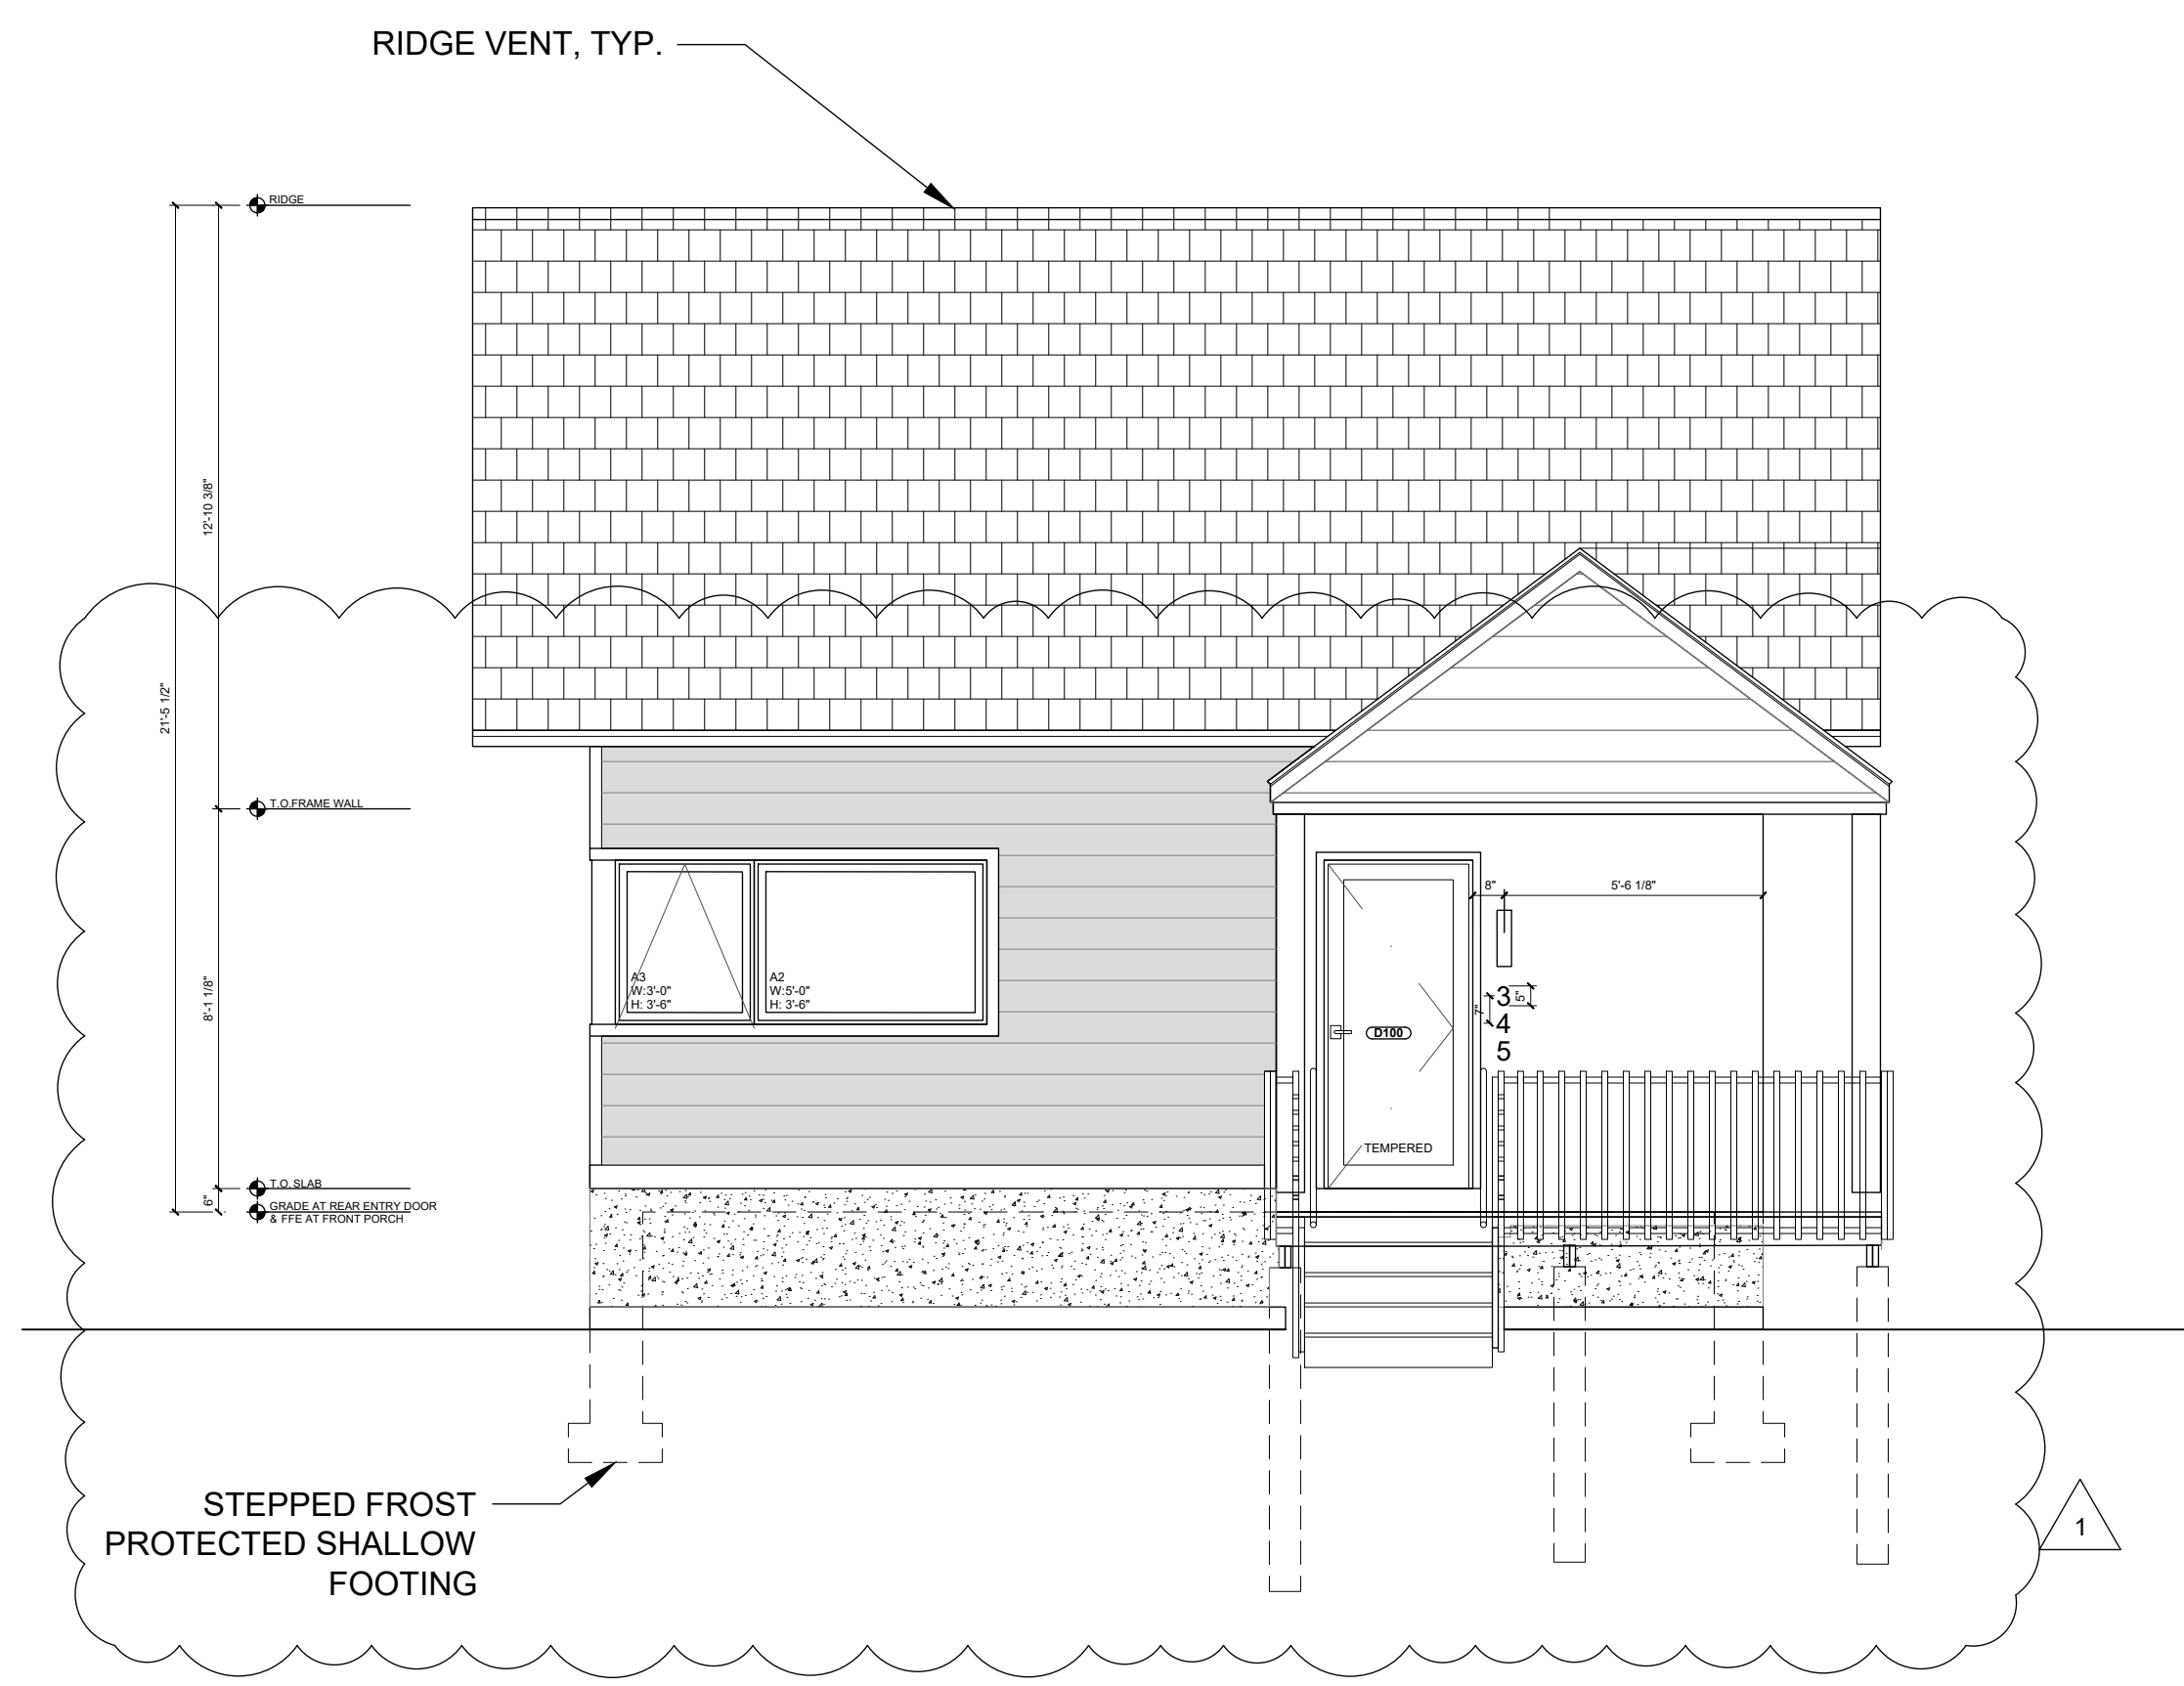 RIDGE VENT, TYP.
RIDGE
12'-10 3/8"
21'-5 1/2"
T.O.FRAME WALL
8"
5'-6 1/8"
A3
W:3'-0"
H: 3'-6"
A2
W:5'-0"
H: 3'-6"
8'-1 1/8"
3
5"
7"
4
D100
5
TEMPERED
T.O. SLAB
6"
GRADE AT REAR ENTRY DOOR
& FFE AT FRONT PORCH
STEPPED FROST
PROTECTED SHALLOW
FOOTING
1